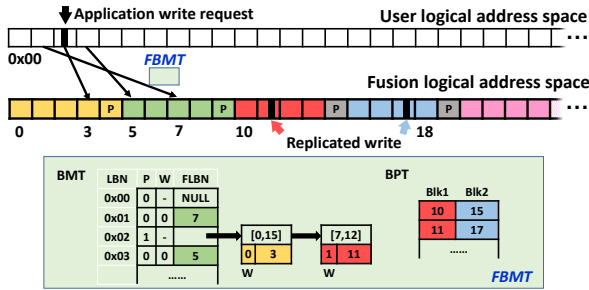 Application write request
User logical address space
...
0x00
FBMT
Fusion logical address space
P P P P
...
0 3 5 7 10 18
Replicated write
BMT
BPT
LBN P W FLBN
Blk1 Blk2
0x00 0 - NULL
10 15
0x01 0 0 7
11 17
0x02 1 -
[0,15] [7,12]
......
0x03 0 0 5
0 3 1 11
......
W W
FBMT